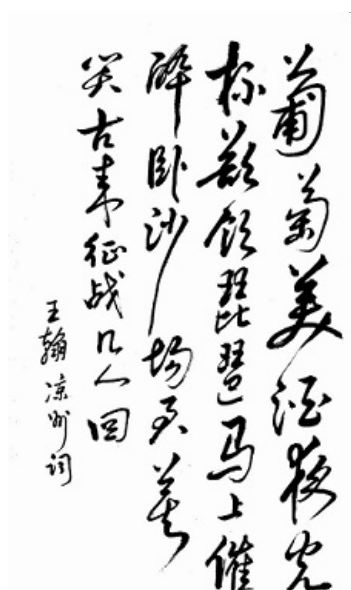 葡萄美酒夜光
杯欲饮琵琶马上催
醉卧沙场君莫
笑古来征战几人回
王翰凉州词